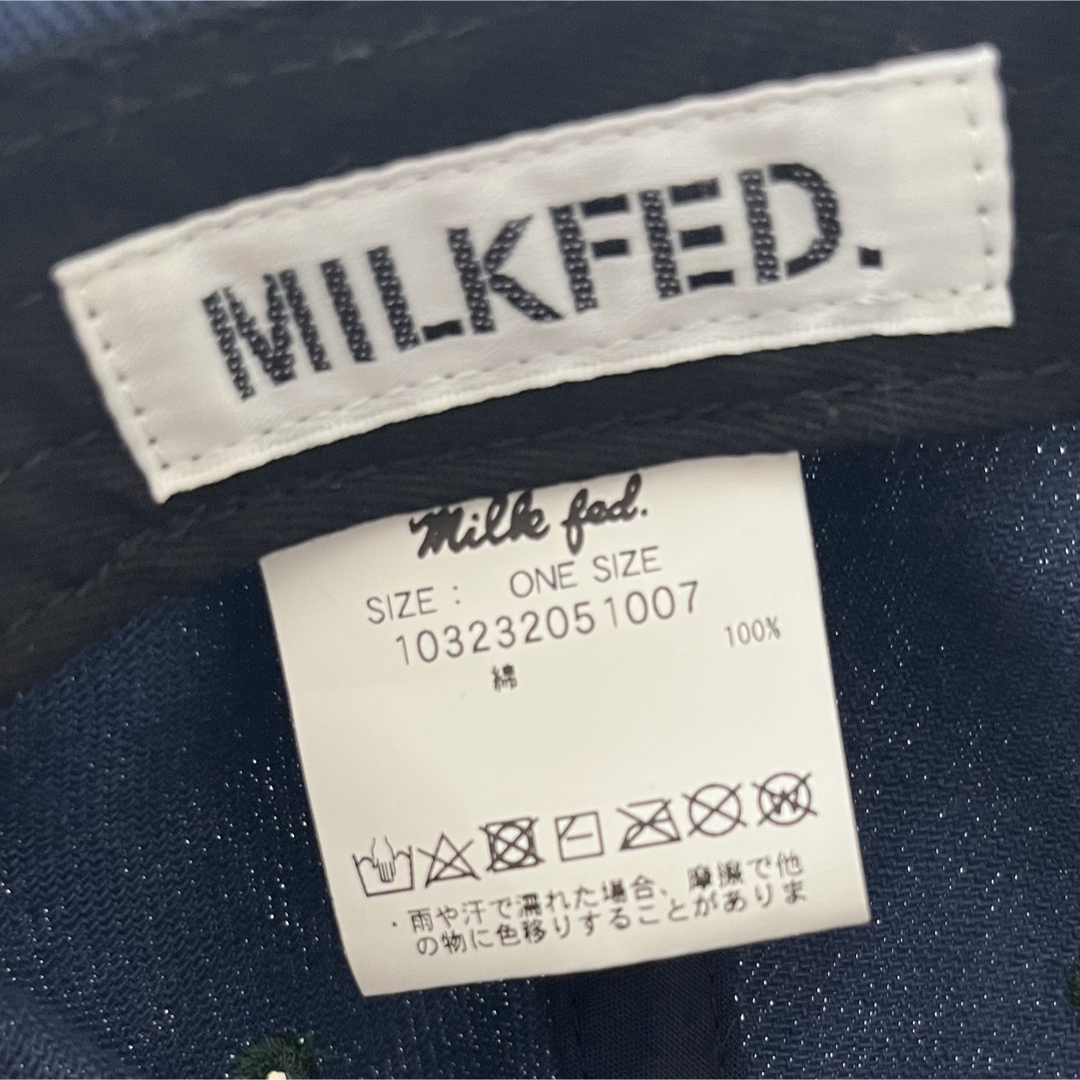 MILKFED.
Milk fed.
SIZE : ONE SIZE
103232051007
綿 100%
W
・雨や汗で濡れた場合、摩擦で他
の物に色移りすることがありま